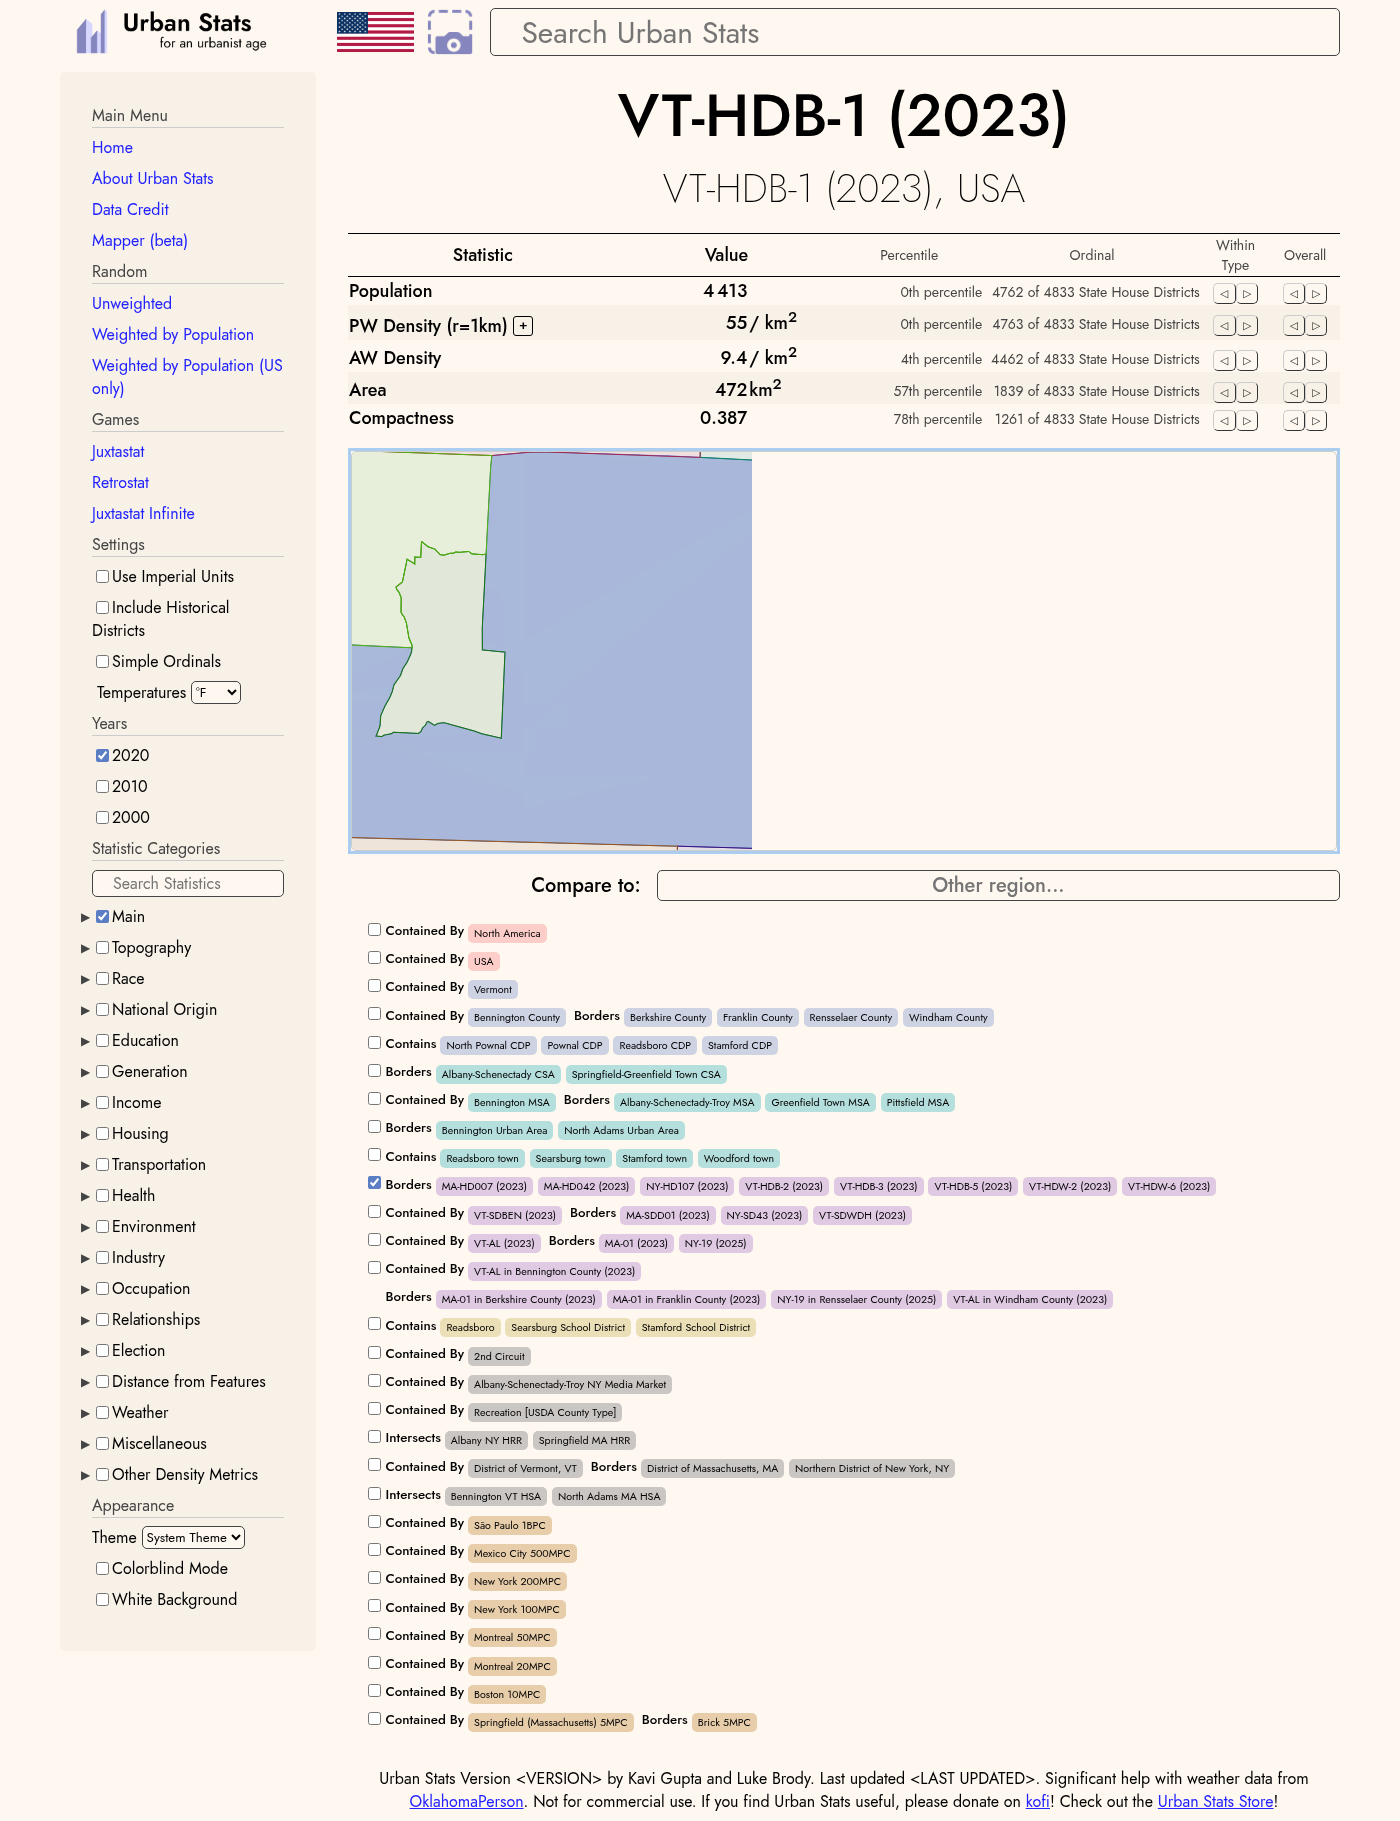 Urban Stats
for an urbanist age
Search Urban Stats
Main Menu
Home
About Urban Stats
Data Credit
Mapper (beta)
Random
Unweighted
Weighted by Population
Weighted by Population (US
only)
Games
Juxtastat
Retrostat
Juxtastat Infinite
Settings
Use Imperial Units
Include Historical
Districts
Simple Ordinals
Temperatures °F
Years
2020
2010
2000
Statistic Categories
Search Statistics
Main
Topography
Race
National Origin
Education
Generation
Income
Housing
Transportation
Health
Environment
Industry
Occupation
Relationships
Election
Distance from Features
Weather
Miscellaneous
Other Density Metrics
Appearance
Theme System Theme
Colorblind Mode
White Background
VT-HDB-1 (2023)
VT-HDB-1 (2023), USA
Statistic Value Percentile Ordinal Within Type Overall
Population 4 413 0th percentile 4762 of 4833 State House Districts
PW Density (r=1km) + 55 / km2 0th percentile 4763 of 4833 State House Districts
AW Density 9.4 / km2 4th percentile 4462 of 4833 State House Districts
Area 472 km2 57th percentile 1839 of 4833 State House Districts
Compactness 0.387 78th percentile 1261 of 4833 State House Districts
Compare to: Other region...
Contained By North America
Contained By USA
Contained By Vermont
Contained By Bennington County Borders Berkshire County Franklin County Rensselaer County Windham County
Contains North Pownal CDP Pownal CDP Readsboro CDP Stamford CDP
Borders Albany-Schenectady CSA Springfield-Greenfield Town CSA
Contained By Bennington MSA Borders Albany-Schenectady-Troy MSA Greenfield Town MSA Pittsfield MSA
Borders Bennington Urban Area North Adams Urban Area
Contains Readsboro town Searsburg town Stamford town Woodford town
Borders MA-HD007 (2023) MA-HD042 (2023) NY-HD107 (2023) VT-HDB-2 (2023) VT-HDB-3 (2023) VT-HDB-5 (2023) VT-HDW-2 (2023) VT-HDW-6 (2023)
Contained By VT-SDBEN (2023) Borders MA-SDD01 (2023) NY-SD43 (2023) VT-SDWDH (2023)
Contained By VT-AL (2023) Borders MA-01 (2023) NY-19 (2025)
Contained By VT-AL in Bennington County (2023)
Borders MA-01 in Berkshire County (2023) MA-01 in Franklin County (2023) NY-19 in Rensselaer County (2025) VT-AL in Windham County (2023)
Contains Readsboro Searsburg School District Stamford School District
Contained By 2nd Circuit
Contained By Albany-Schenectady-Troy NY Media Market
Contained By Recreation [USDA County Type]
Intersects Albany NY HRR Springfield MA HRR
Contained By District of Vermont, VT Borders District of Massachusetts, MA Northern District of New York, NY
Intersects Bennington VT HSA North Adams MA HSA
Contained By São Paulo 1BPC
Contained By Mexico City 500MPC
Contained By New York 200MPC
Contained By New York 100MPC
Contained By Montreal 50MPC
Contained By Montreal 20MPC
Contained By Boston 10MPC
Contained By Springfield (Massachusetts) 5MPC Borders Brick 5MPC
Urban Stats Version <VERSION> by Kavi Gupta and Luke Brody. Last updated <LAST UPDATED>. Significant help with weather data from
OklahomaPerson. Not for commercial use. If you find Urban Stats useful, please donate on kofi! Check out the Urban Stats Store!